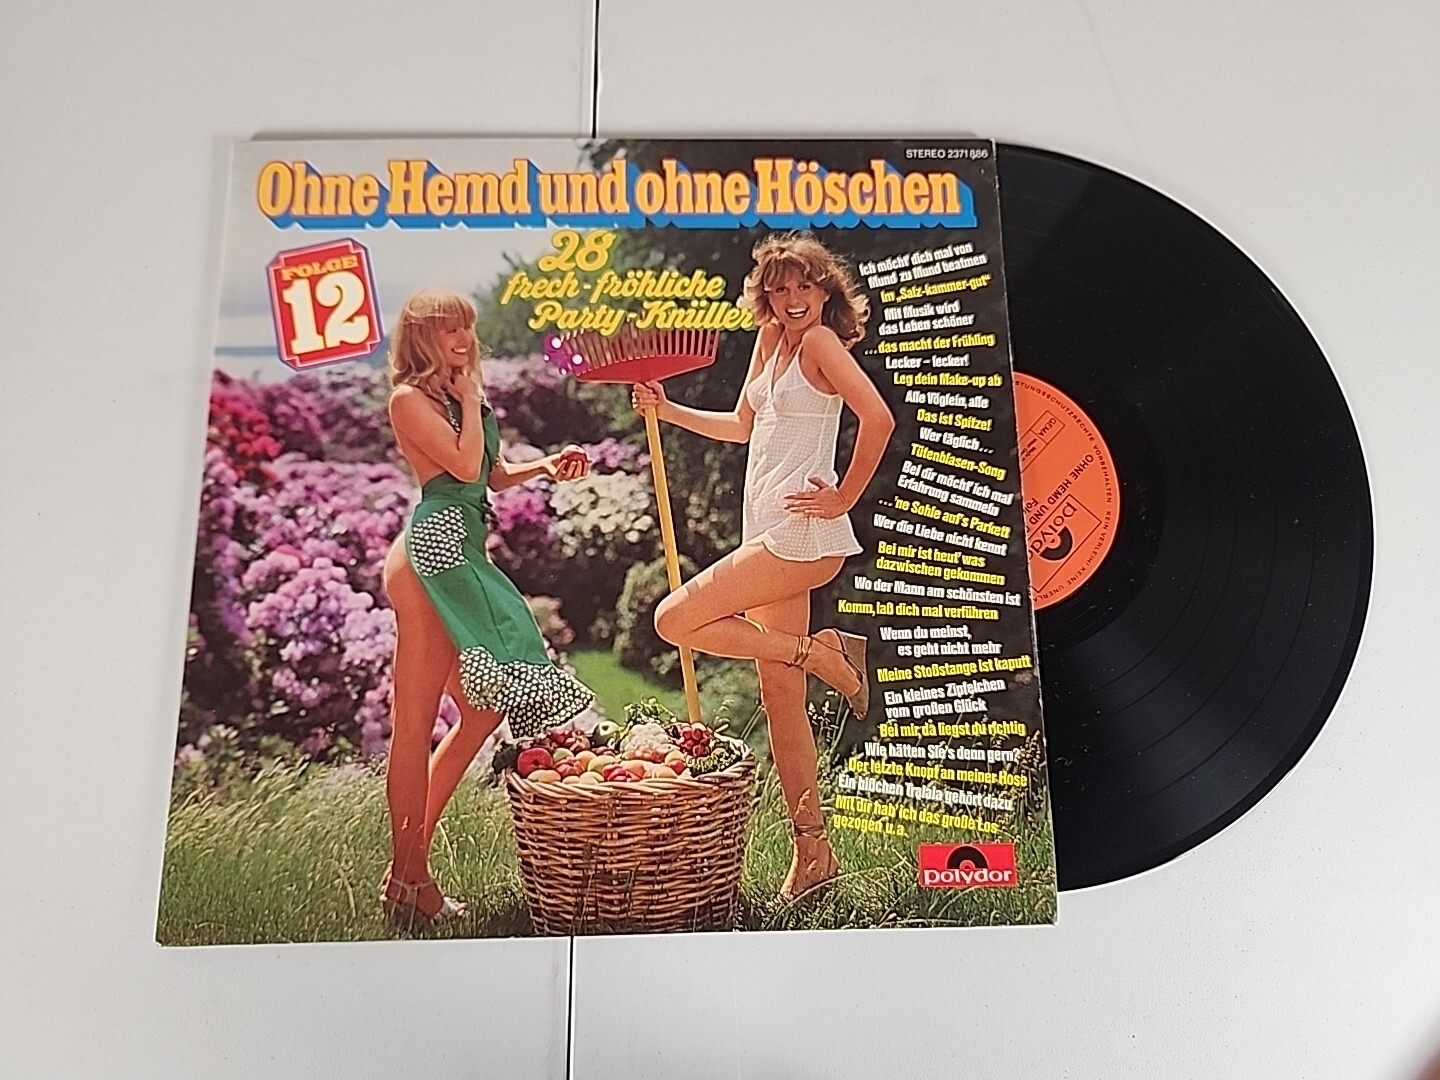 STEREO 2371 886
Ohne Hemd und ohne Höschen
FOLGE
12
28
frech-fröhliche
Party-Knüller
Ich möcht' dich mal von
Mund zu Mund beatmen
Im „Salz-kammer-gut"
Mit Musik wird
das Leben schöner
...das macht der Frühling
Lecker – lecker!
Leg dein Make-up ab
Alle Vöglein, alle
Das ist Spitze!
Wer täglich...
Tütenblasen-Song
Bei dir möcht' ich mal
Erfahrung sammeln
...'ne Sohle auf's Parkett
Wer die Liebe nicht kennt
Bei mir ist heut' was
dazwischen gekommen
Wo der Mann am schönsten ist
Komm, laß dich mal verführen
Wenn du meinst,
es geht nicht mehr
Meine Stoßstange ist kaputt
Ein kleines Zipfelchen
vom großen Glück
Bei mir da liegst du richtig
Wie hätten Sie's denn gern?
Der letzte Knopf an meiner Hose
Ein bißchen Tralala gehört dazu
Mit dir hab' ich das große Los
gezogen u.a.
polydor
GEMA
OHNE HEMD UND
polydo